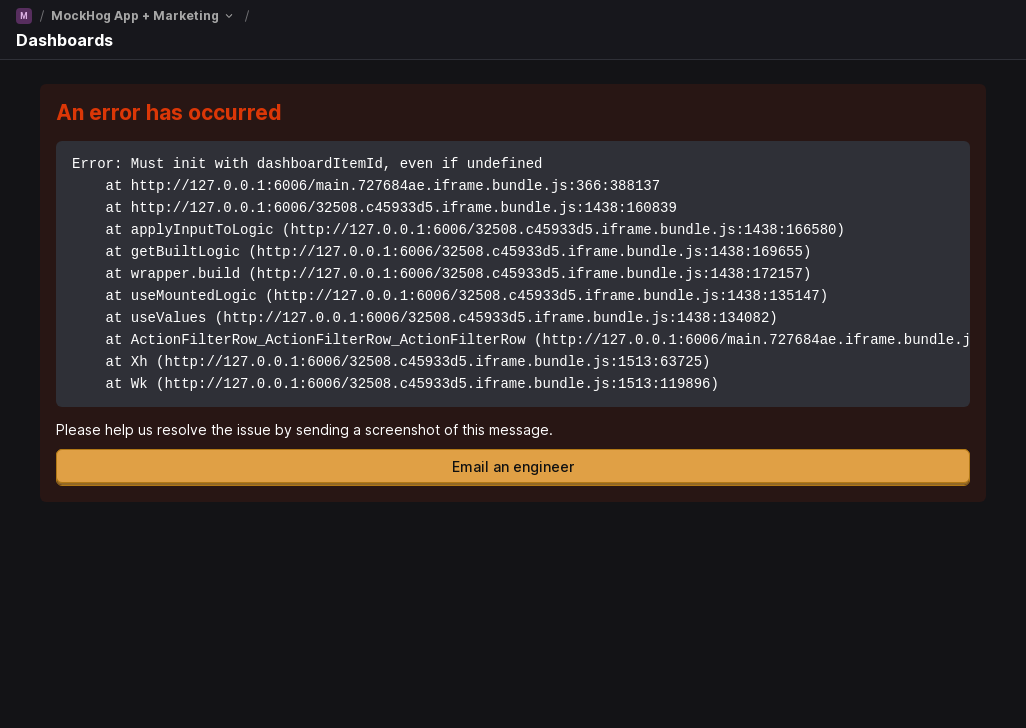 M / MockHog App + Marketing /
Dashboards
An error has occurred
Error: Must init with dashboardItemId, even if undefined
    at http://127.0.0.1:6006/main.727684ae.iframe.bundle.js:366:388137
    at http://127.0.0.1:6006/32508.c45933d5.iframe.bundle.js:1438:160839
    at applyInputToLogic (http://127.0.0.1:6006/32508.c45933d5.iframe.bundle.js:1438:166580)
    at getBuiltLogic (http://127.0.0.1:6006/32508.c45933d5.iframe.bundle.js:1438:169655)
    at wrapper.build (http://127.0.0.1:6006/32508.c45933d5.iframe.bundle.js:1438:172157)
    at useMountedLogic (http://127.0.0.1:6006/32508.c45933d5.iframe.bundle.js:1438:135147)
    at useValues (http://127.0.0.1:6006/32508.c45933d5.iframe.bundle.js:1438:134082)
    at ActionFilterRow_ActionFilterRow_ActionFilterRow (http://127.0.0.1:6006/main.727684ae.iframe.bundle.j
    at Xh (http://127.0.0.1:6006/32508.c45933d5.iframe.bundle.js:1513:63725)
    at Wk (http://127.0.0.1:6006/32508.c45933d5.iframe.bundle.js:1513:119896)
Please help us resolve the issue by sending a screenshot of this message.
Email an engineer